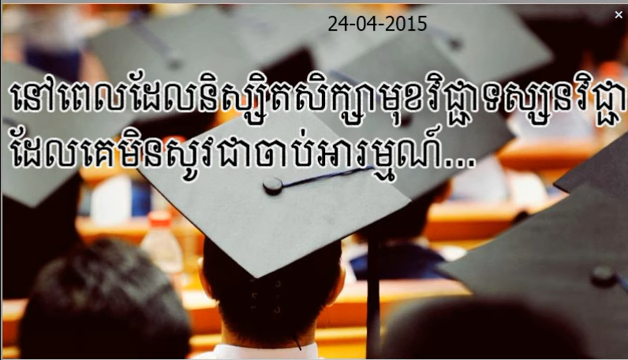 24-04-2015
នៅពេលដែលនិស្សិតសិក្សាមុខវិជ្ជាទស្សនវិជ្ជា
ដែលគេមិនសូវជាចាប់អារម្មណ៍...